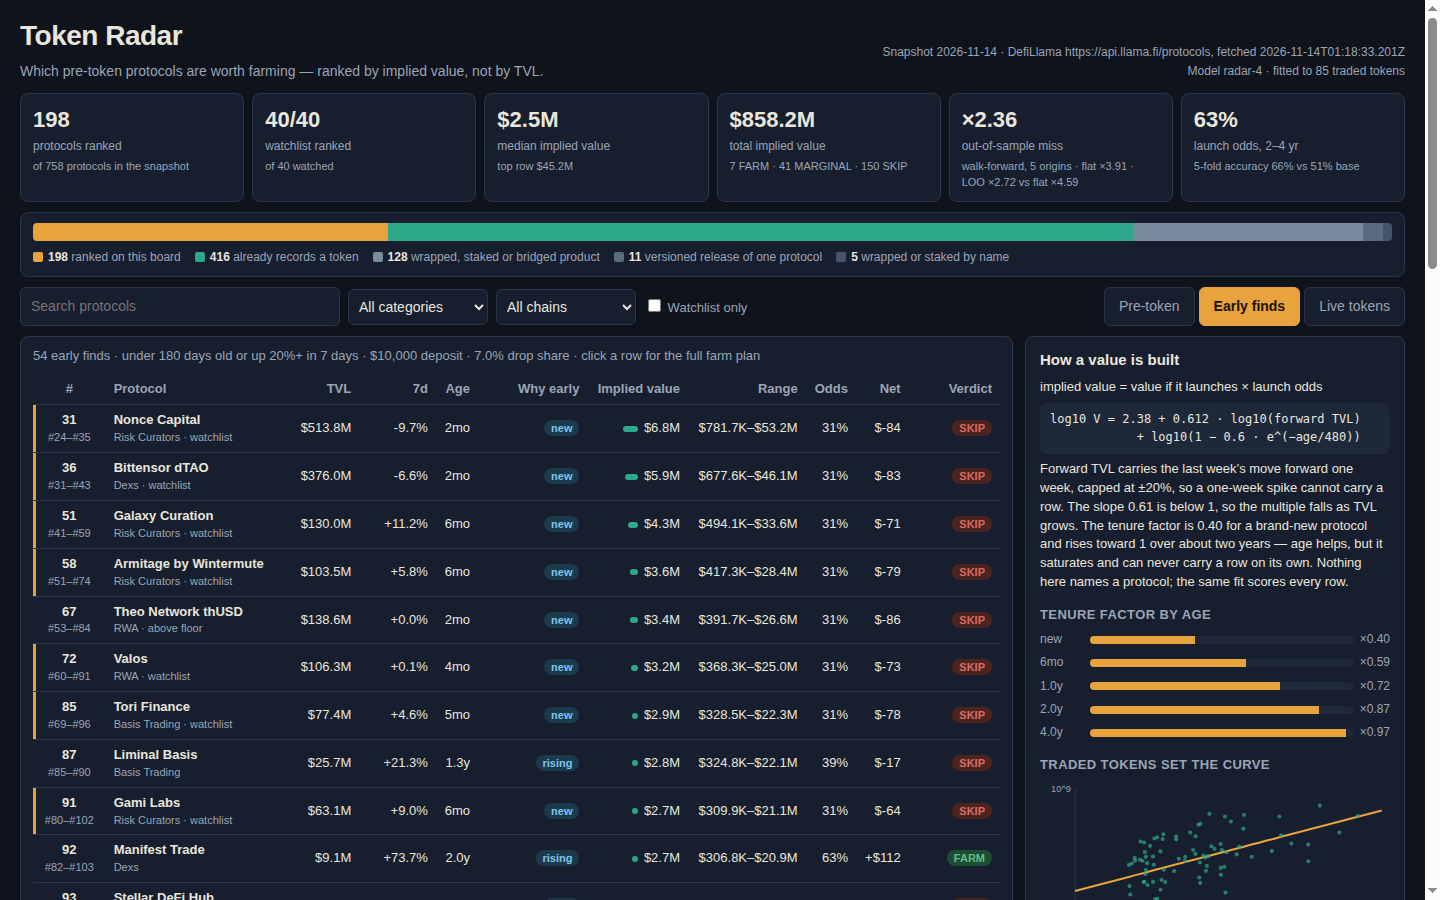 Token Radar
Which pre-token protocols are worth farming — ranked by implied value, not by TVL.
Snapshot 2026-11-14 · DefiLlama https://api.llama.fi/protocols, fetched 2026-11-14T01:18:33.201Z
Model radar-4 · fitted to 85 traded tokens
198
protocols ranked
of 758 protocols in the snapshot
40/40
watchlist ranked
of 40 watched
$2.5M
median implied value
top row $45.2M
$858.2M
total implied value
7 FARM · 41 MARGINAL · 150 SKIP
×2.36
out-of-sample miss
walk-forward, 5 origins · flat ×3.91 ·
LOO ×2.72 vs flat ×4.59
63%
launch odds, 2–4 yr
5-fold accuracy 66% vs 51% base
198 ranked on this board 416 already records a token 128 wrapped, staked or bridged product 11 versioned release of one protocol 5 wrapped or staked by name
Search protocols All categories All chains Watchlist only Pre-token Early finds Live tokens
54 early finds · under 180 days old or up 20%+ in 7 days · $10,000 deposit · 7.0% drop share · click a row for the full farm plan
# Protocol TVL 7d Age Why early Implied value Range Odds Net Verdict
31 Nonce Capital $513.8M -9.7% 2mo new $6.8M $781.7K–$53.2M 31% $-84 SKIP
#24–#35 Risk Curators · watchlist
36 Bittensor dTAO $376.0M -6.6% 2mo new $5.9M $677.6K–$46.1M 31% $-83 SKIP
#31–#43 Dexs · watchlist
51 Galaxy Curation $130.0M +11.2% 6mo new $4.3M $494.1K–$33.6M 31% $-71 SKIP
#41–#59 Risk Curators · watchlist
58 Armitage by Wintermute $103.5M +5.8% 6mo new $3.6M $417.3K–$28.4M 31% $-79 SKIP
#51–#74 Risk Curators · watchlist
67 Theo Network thUSD $138.6M +0.0% 2mo new $3.4M $391.7K–$26.6M 31% $-86 SKIP
#53–#84 RWA · above floor
72 Valos $106.3M +0.1% 4mo new $3.2M $368.3K–$25.0M 31% $-73 SKIP
#60–#91 RWA · watchlist
85 Tori Finance $77.4M +4.6% 5mo new $2.9M $328.5K–$22.3M 31% $-78 SKIP
#69–#96 Basis Trading · watchlist
87 Liminal Basis $25.7M +21.3% 1.3y rising $2.8M $324.8K–$22.1M 39% $-17 SKIP
#85–#90 Basis Trading
91 Gami Labs $63.1M +9.0% 6mo new $2.7M $309.9K–$21.1M 31% $-64 SKIP
#80–#102 Risk Curators · watchlist
92 Manifest Trade $9.1M +73.7% 2.0y rising $2.7M $306.8K–$20.9M 63% +$112 FARM
#82–#103 Dexs
93 Stellar DeFi Hub
How a value is built
implied value = value if it launches × launch odds
log10 V = 2.38 + 0.612 · log10(forward TVL)
+ log10(1 − 0.6 · e^(−age/480))
Forward TVL carries the last week's move forward one
week, capped at ±20%, so a one-week spike cannot carry a
row. The slope 0.61 is below 1, so the multiple falls as TVL
grows. The tenure factor is 0.40 for a brand-new protocol
and rises toward 1 over about two years — age helps, but it
saturates and can never carry a row on its own. Nothing
here names a protocol; the same fit scores every row.
TENURE FACTOR BY AGE
new ×0.40
6mo ×0.59
1.0y ×0.72
2.0y ×0.87
4.0y ×0.97
TRADED TOKENS SET THE CURVE
10^9